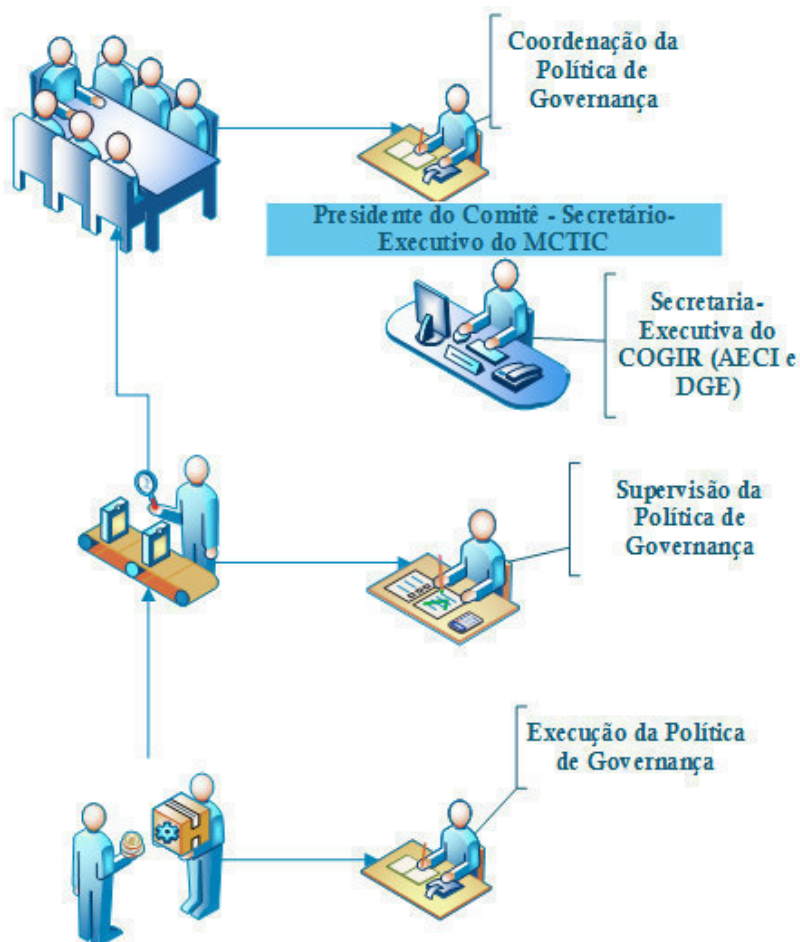 Coordenação da
Política de
Governança
Presidente do Comitê - Secretário-
Executivo do MCTIC
Secretaria-
Executiva do
COGIR (AECI e
DGE)
Supervisão da
Política de
Governança
Execução da Política
de Governança